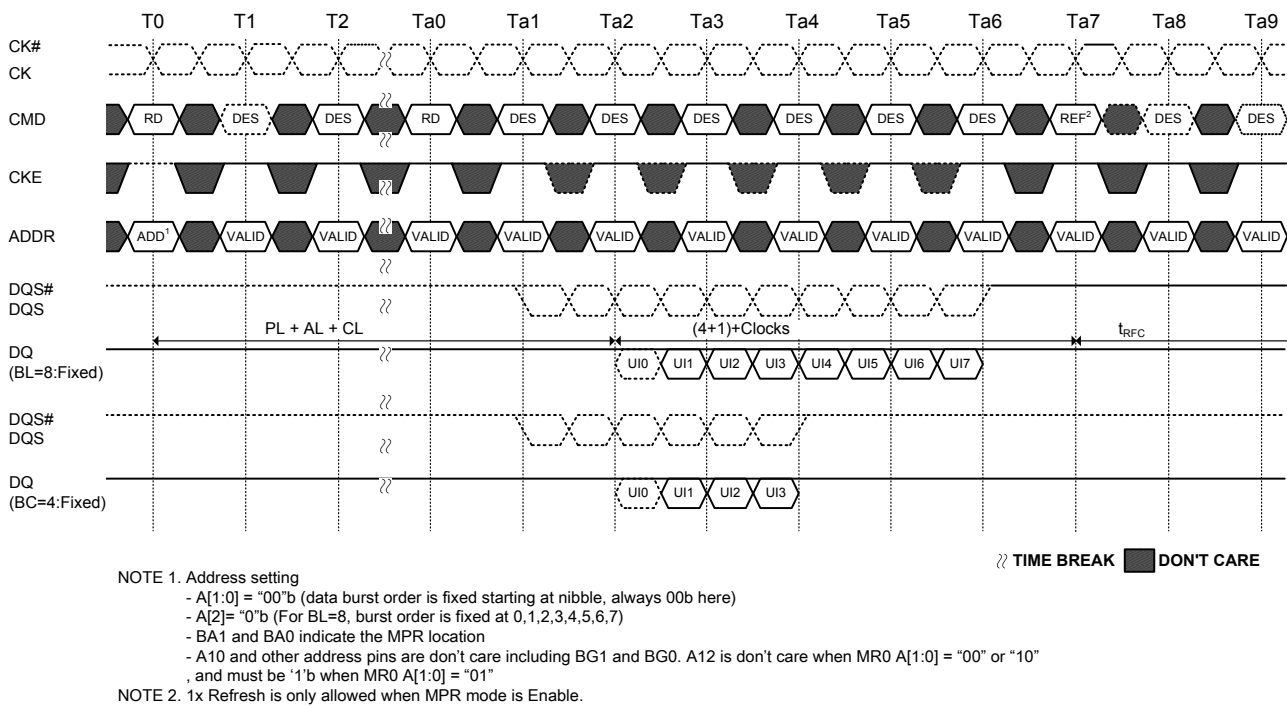 T0 T1 T2 Ta0 Ta1 Ta2 Ta3 Ta4 Ta5 Ta6 Ta7 Ta8 Ta9
CK#
CK
CMD RD DES DES RD DES DES DES DES DES DES REF2 DES DES
CKE
ADDR ADD1 VALID VALID VALID VALID VALID VALID VALID VALID VALID VALID VALID VALID
DQS#
DQS
PL + AL + CL (4+1)+Clocks tRFC
DQ
(BL=8:Fixed) UI0 UI1 UI2 UI3 UI4 UI5 UI6 UI7
DQS#
DQS
DQ
(BC=4:Fixed) UI0 UI1 UI2 UI3
TIME BREAK DON'T CARE
NOTE 1. Address setting
- A[1:0] = “00”b (data burst order is fixed starting at nibble, always 00b here)
- A[2]= “0”b (For BL=8, burst order is fixed at 0,1,2,3,4,5,6,7)
- BA1 and BA0 indicate the MPR location
- A10 and other address pins are don’t care including BG1 and BG0. A12 is don’t care when MR0 A[1:0] = “00” or “10”
, and must be ‘1’b when MR0 A[1:0] = “01”
NOTE 2. 1x Refresh is only allowed when MPR mode is Enable.